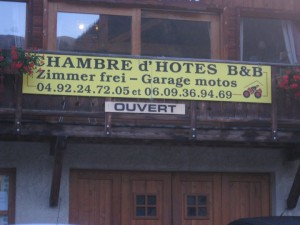 CHAMBRE d'HOTES B&B
Zimmer frei – Garage motos
04.92.24.72.05 et 06.09.36.94.69
OUVERT